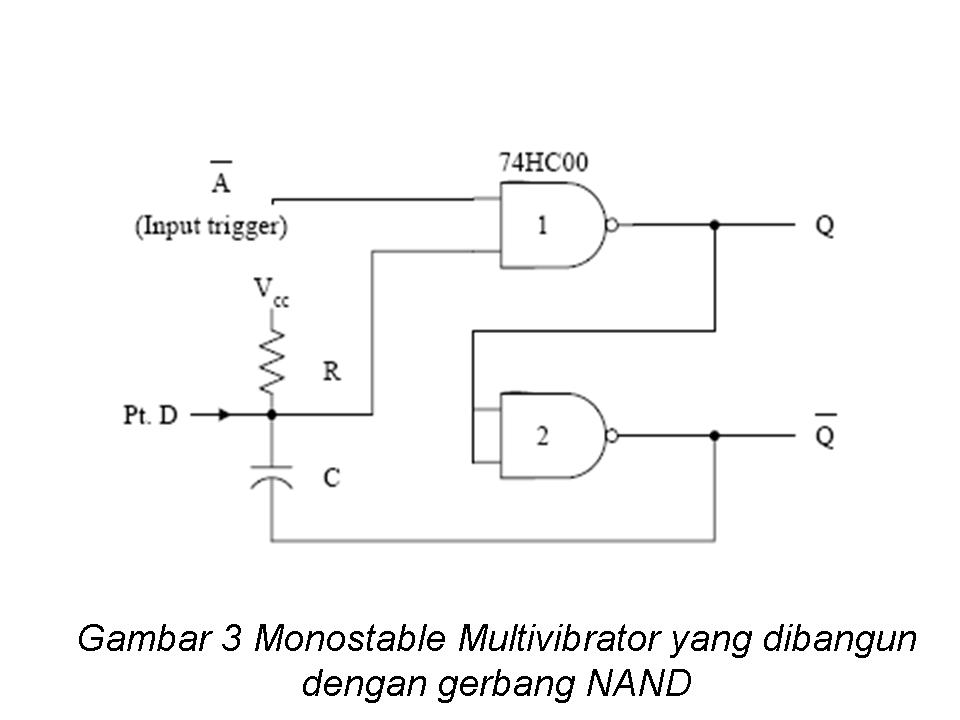 74HC00
A̅
(Input trigger)
1
Q
Vcc
R
Pt. D
2
Q̅
C
Gambar 3 Monostable Multivibrator yang dibangun
dengan gerbang NAND